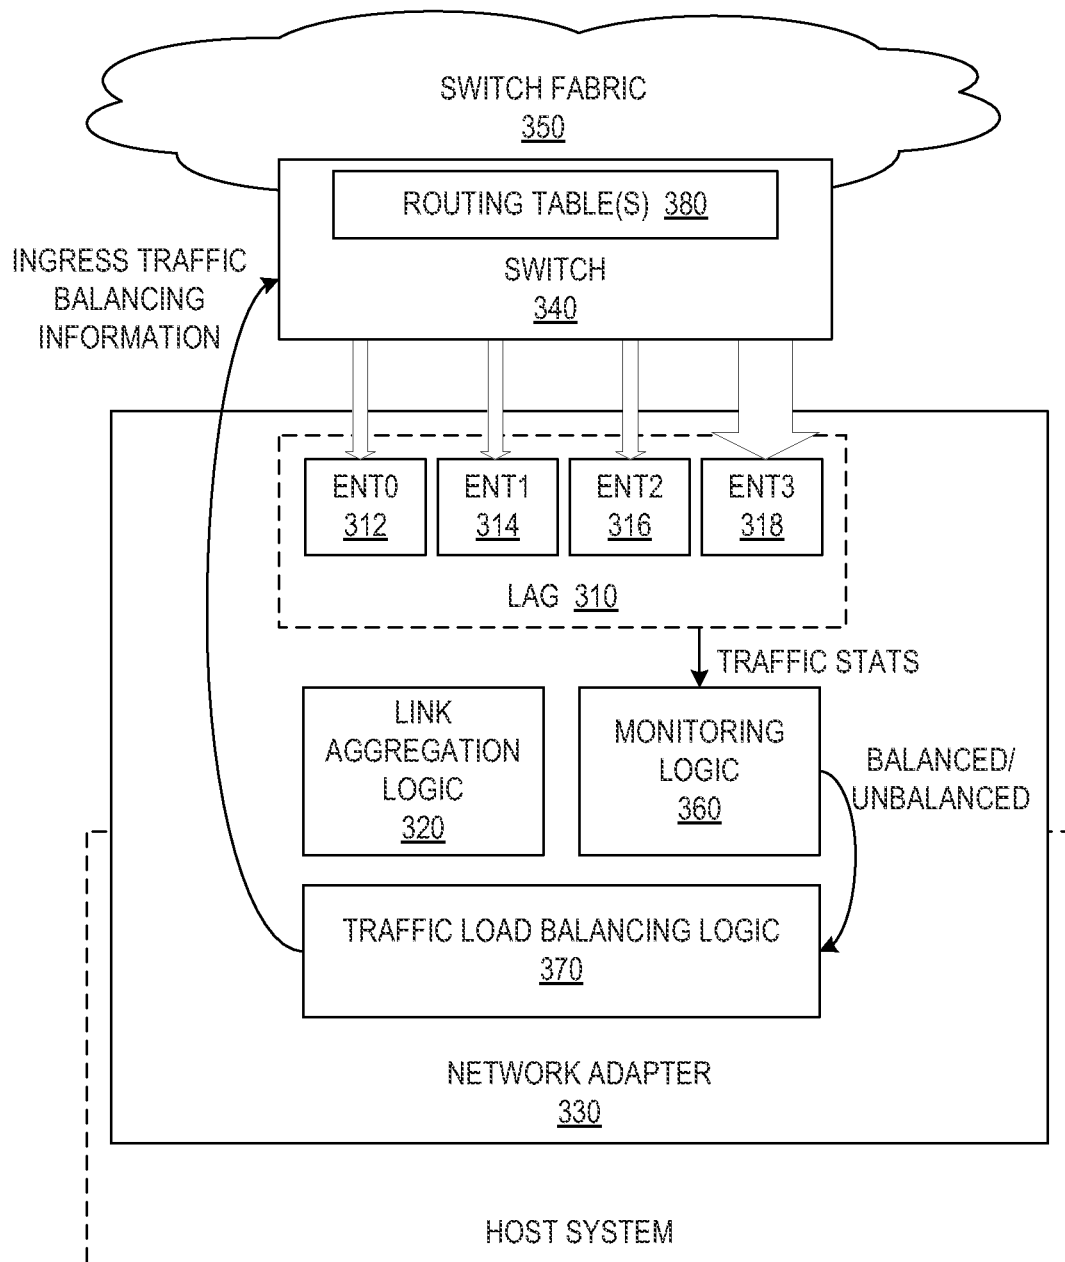 SWITCH FABRIC
350
ROUTING TABLE(S) 380
SWITCH
340
INGRESS TRAFFIC
BALANCING
INFORMATION
ENT0
312
ENT1
314
ENT2
316
ENT3
318
LAG 310
TRAFFIC STATS
LINK
AGGREGATION
LOGIC
320
MONITORING
LOGIC
360
BALANCED/
UNBALANCED
TRAFFIC LOAD BALANCING LOGIC
370
NETWORK ADAPTER
330
HOST SYSTEM